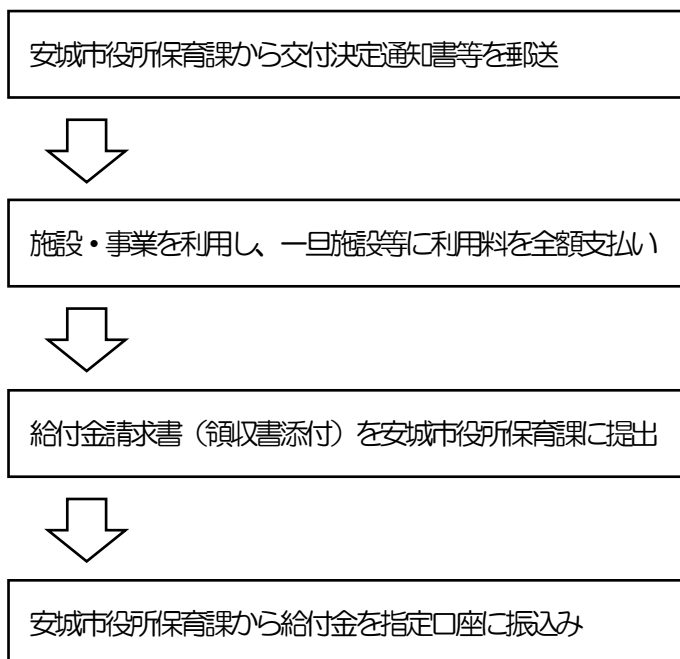 安城市役所保育課から交付決定通知書等を郵送
施設・事業を利用し、一旦施設等に利用料を全額支払い
給付金請求書（領収書添付）を安城市役所保育課に提出
安城市役所保育課から給付金を指定口座に振込み